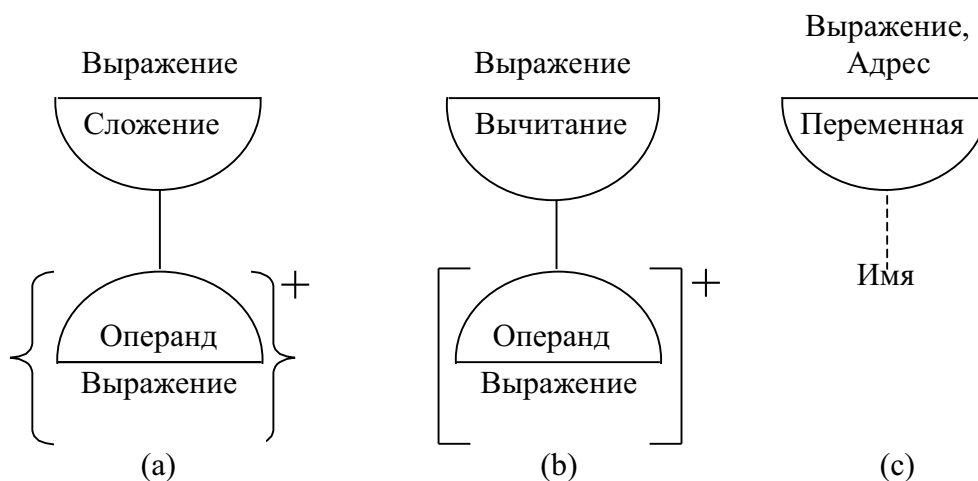 Выражение
Сложение
+
Операнд
Выражение
(a)
Выражение
Вычитание
+
Операнд
Выражение
(b)
Выражение,
Адрес
Переменная
Имя
(c)